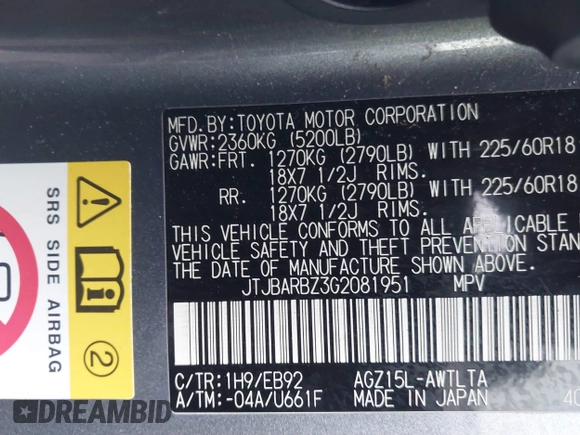 MFD.BY:TOYOTA MOTOR CORPORATION
GVWR:2360KG (5200LB)
GAWR:FRT. 1270KG (2790LB) WITH 225/60R18
18X7 1/2J RIMS.
RR. 1270KG (2790LB) WITH 225/60R18
18X7 1/2J RIMS.
THIS VEHICLE CONFORMS TO ALL APPLICABLE
VEHICLE SAFETY AND THEFT PREVENTION STAN
THE DATE OF MANUFACTURE SHOWN ABOVE.
JTJBARBZ3G2081951 MPV
C/TR:1H9/EB92 AGZ15L-AWTLTA
A/TM:-04A/U661F MADE IN JAPAN 40
SRS SIDE AIRBAG
2
DREAMBID